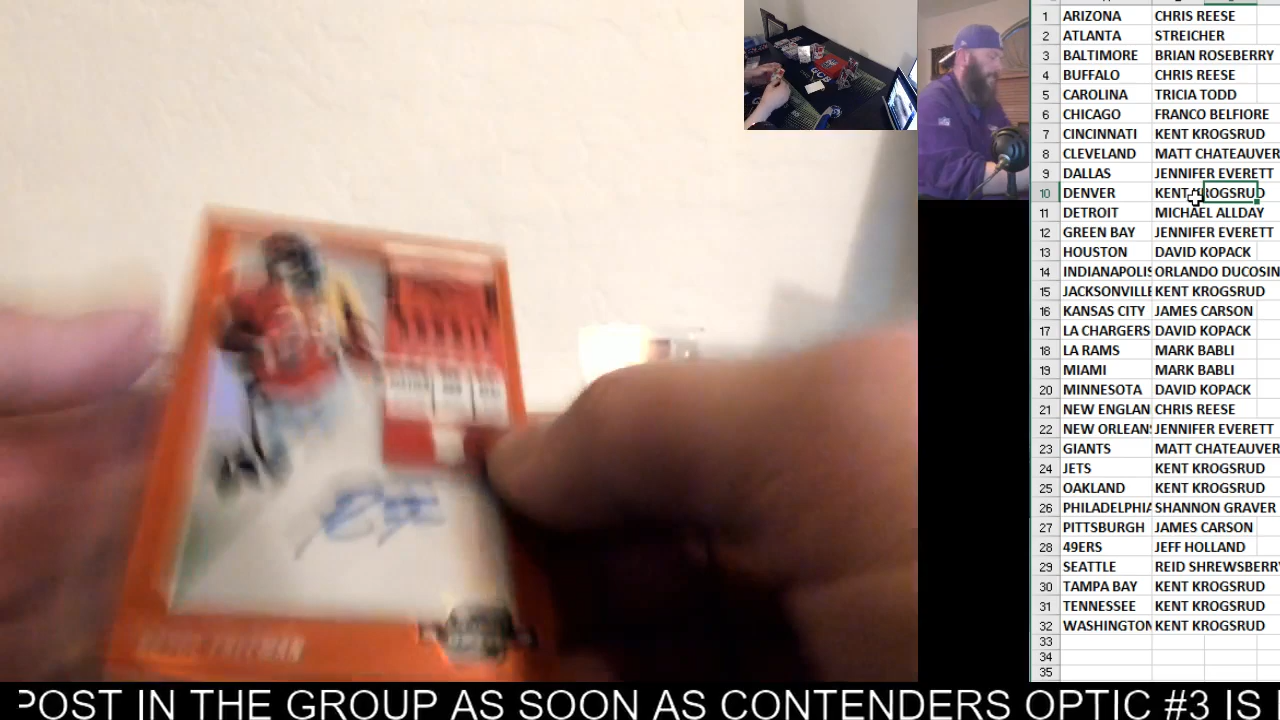 1 ARIZONA CHRIS REESE
2 ATLANTA STREICHER
3 BALTIMORE BRIAN ROSEBERRY
4 BUFFALO CHRIS REESE
5 CAROLINA TRICIA TODD
6 CHICAGO FRANCO BELFIORE
7 CINCINNATI KENT KROGSRUD
8 CLEVELAND MATT CHATEAUVER
9 DALLAS JENNIFER EVERETT
10 DENVER KENT KROGSRUD
11 DETROIT MICHAEL ALLDAY
12 GREEN BAY JENNIFER EVERETT
13 HOUSTON DAVID KOPACK
14 INDIANAPOLIS ORLANDO DUCOSIN
15 JACKSONVILLE KENT KROGSRUD
16 KANSAS CITY JAMES CARSON
17 LA CHARGERS DAVID KOPACK
18 LA RAMS MARK BABLI
19 MIAMI MARK BABLI
20 MINNESOTA DAVID KOPACK
21 NEW ENGLAN CHRIS REESE
22 NEW ORLEANS JENNIFER EVERETT
23 GIANTS MATT CHATEAUVER
24 JETS KENT KROGSRUD
25 OAKLAND KENT KROGSRUD
26 PHILADELPHIA SHANNON GRAVER
27 PITTSBURGH JAMES CARSON
28 49ERS JEFF HOLLAND
29 SEATTLE REID SHREWSBERRY
30 TAMPA BAY KENT KROGSRUD
31 TENNESSEE KENT KROGSRUD
32 WASHINGTON KENT KROGSRUD
33
34
35
POST IN THE GROUP AS SOON AS CONTENDERS OPTIC #3 IS